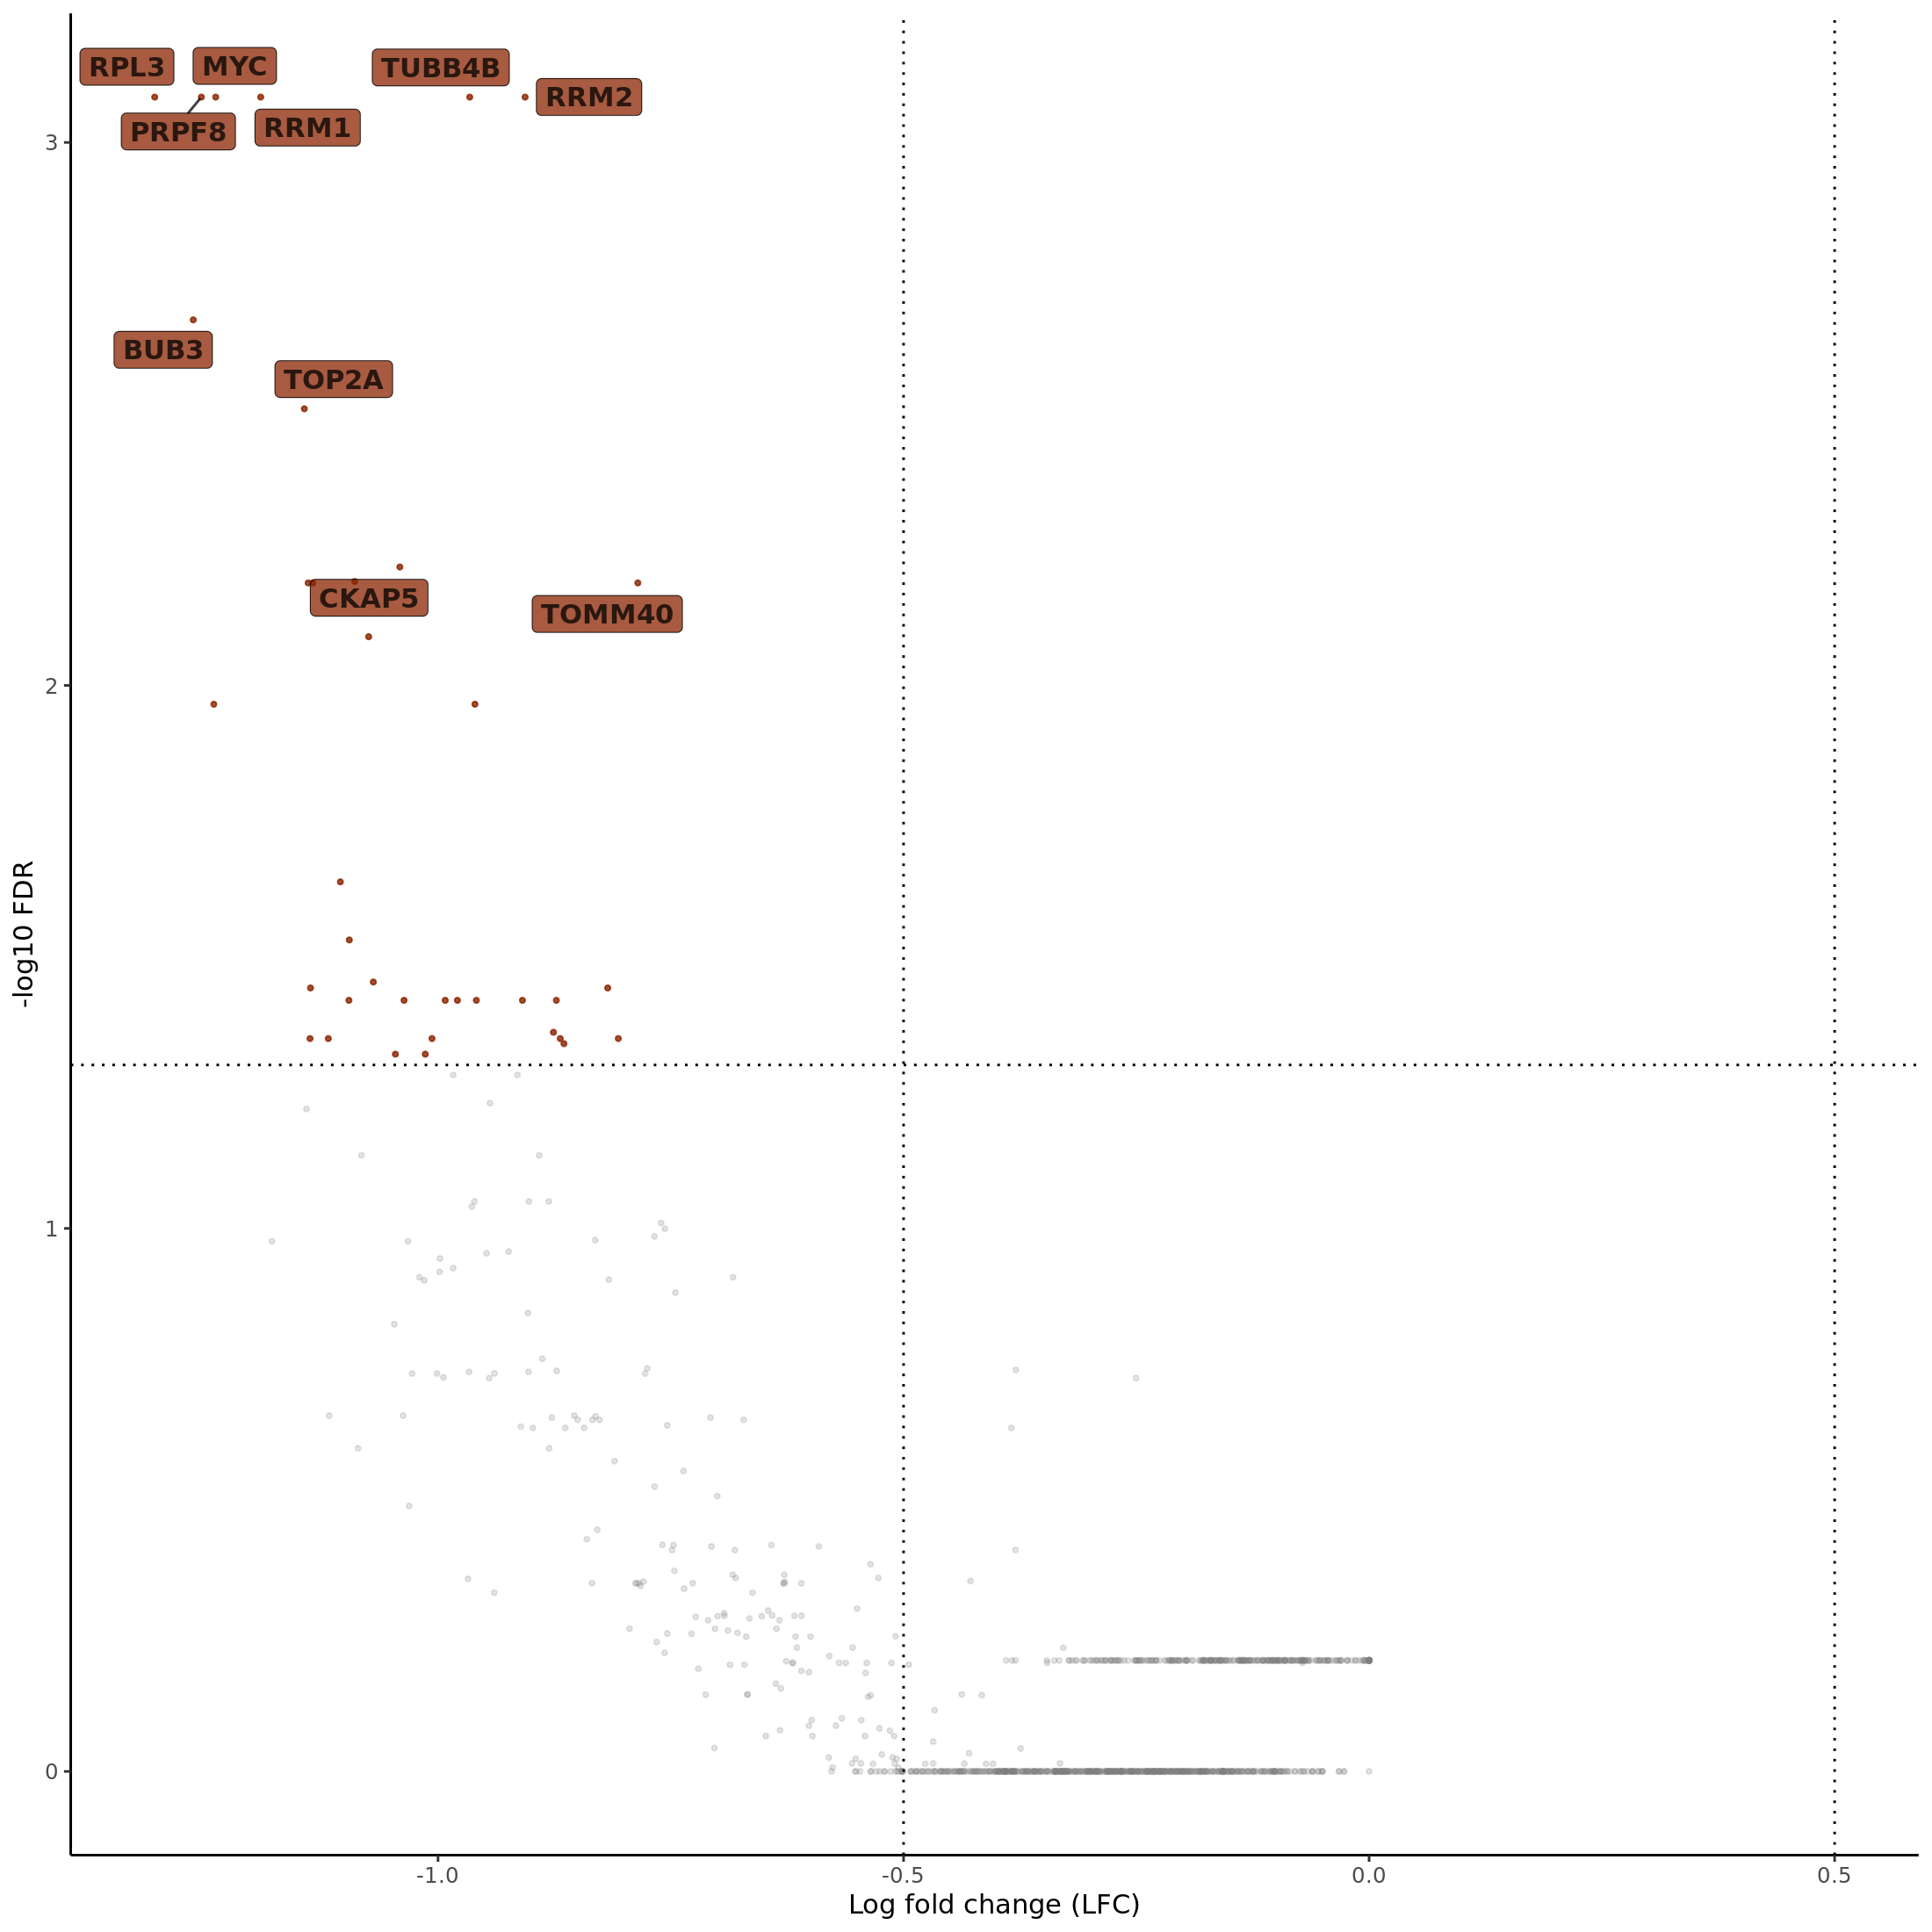 RPL3
MYC
TUBB4B
RRM2
PRPF8
RRM1
3
BUB3
TOP2A
CKAP5
TOMM40
2
-log10 FDR
1
0
-1.0
-0.5
0.0
0.5
Log fold change (LFC)